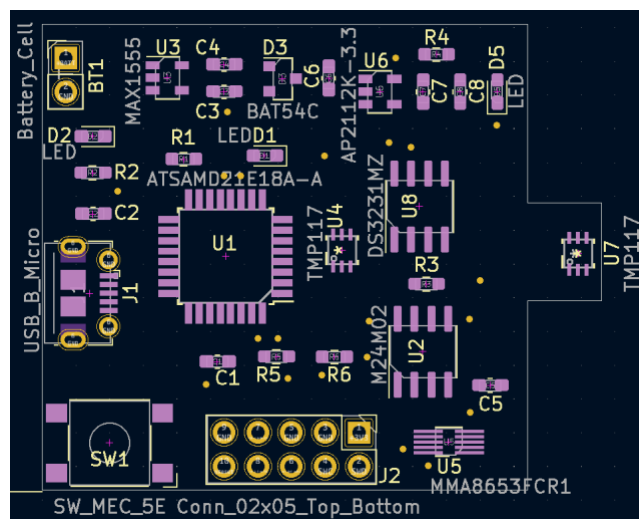 Battery_Cell
BT1
MAX1555
U3
C4
C3
D3
BAT54C
C6
AP2112K-3.3
U6
R4
C7
C8
D5
LED
D2
LED
R1
LED
D1
R2
ATSAMD21E18A-A
C2
U1
U4
TMP117
DS3231MZ
U8
U7
TMP117
USB_B_Micro
J1
R3
M24M02
U2
C1
R5
R6
C5
SW1
J2
U5
MMA8653FCR1
SW_MEC_5E
Conn_02x05_Top_Bottom